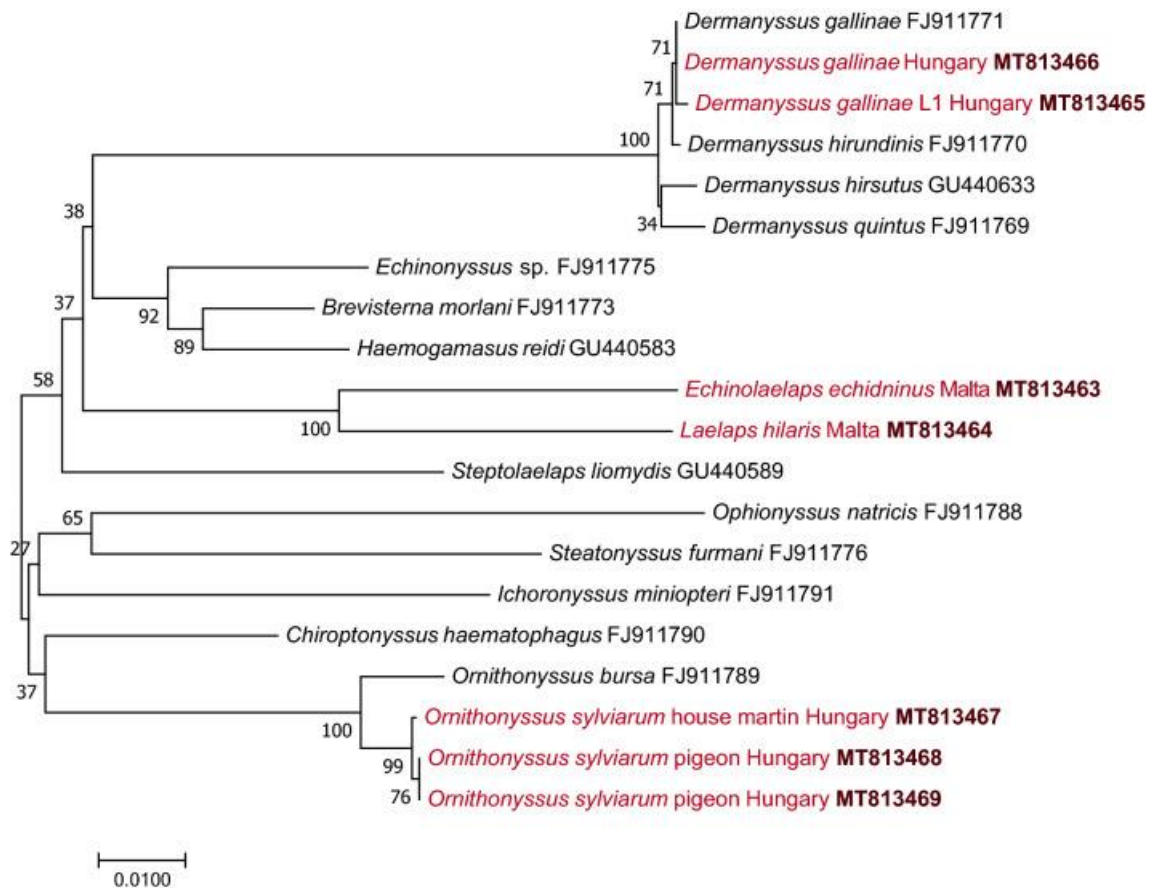 Dermanyssus gallinae FJ911771
71
Dermanyssus gallinae Hungary MT813466
71
Dermanyssus gallinae L1 Hungary MT813465
100
Dermanyssus hirundinis FJ911770
Dermanyssus hirsutus GU440633
38
34
Dermanyssus quintus FJ911769
Echinonyssus sp. FJ911775
37
92
Brevisterna morlani FJ911773
89
Haemogamasus reidi GU440583
58
Echinolaelaps echidninus Malta MT813463
100
Laelaps hilaris Malta MT813464
Steptolaelaps liomydis GU440589
65
Ophionyssus natricis FJ911788
27
Steatonyssus furmani FJ911776
Ichoronyssus miniopteri FJ911791
Chiroptonyssus haematophagus FJ911790
37
Ornithonyssus bursa FJ911789
100
Ornithonyssus sylviarum house martin Hungary MT813467
99
Ornithonyssus sylviarum pigeon Hungary MT813468
76
Ornithonyssus sylviarum pigeon Hungary MT813469
0.0100